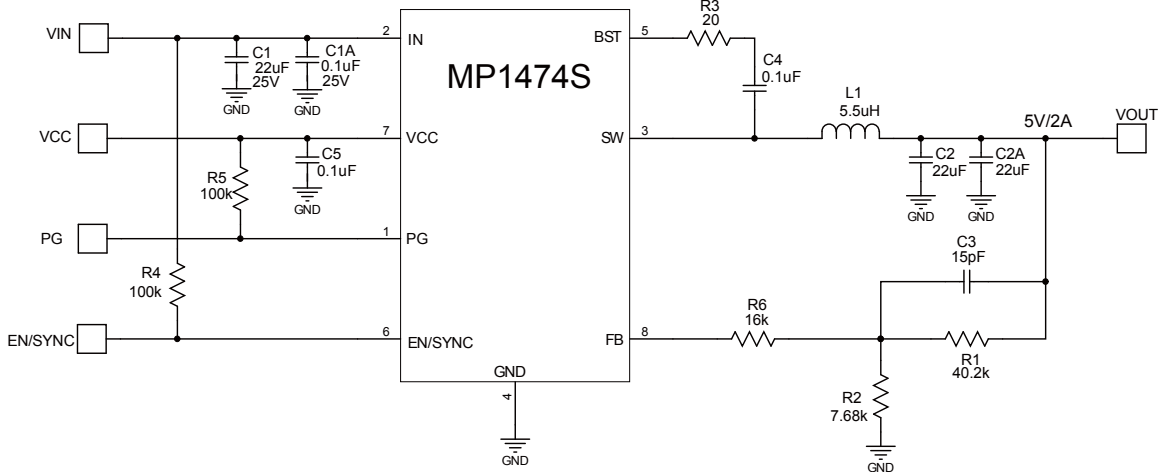 R3
20
VIN
2
IN
C1
22uF
25V
GND
C1A
0.1uF
25V
GND
MP1474S
BST
5
C4
0.1uF
VCC
7
VCC
C5
0.1uF
GND
R5
100k
SW
3
L1
5.5uH
5V/2A
VOUT
C2
22uF
GND
C2A
22uF
GND
PG
1
PG
R4
100k
C3
15pF
EN/SYNC
6
EN/SYNC
FB
8
R6
16k
R1
40.2k
R2
7.68k
GND
GND
4
GND